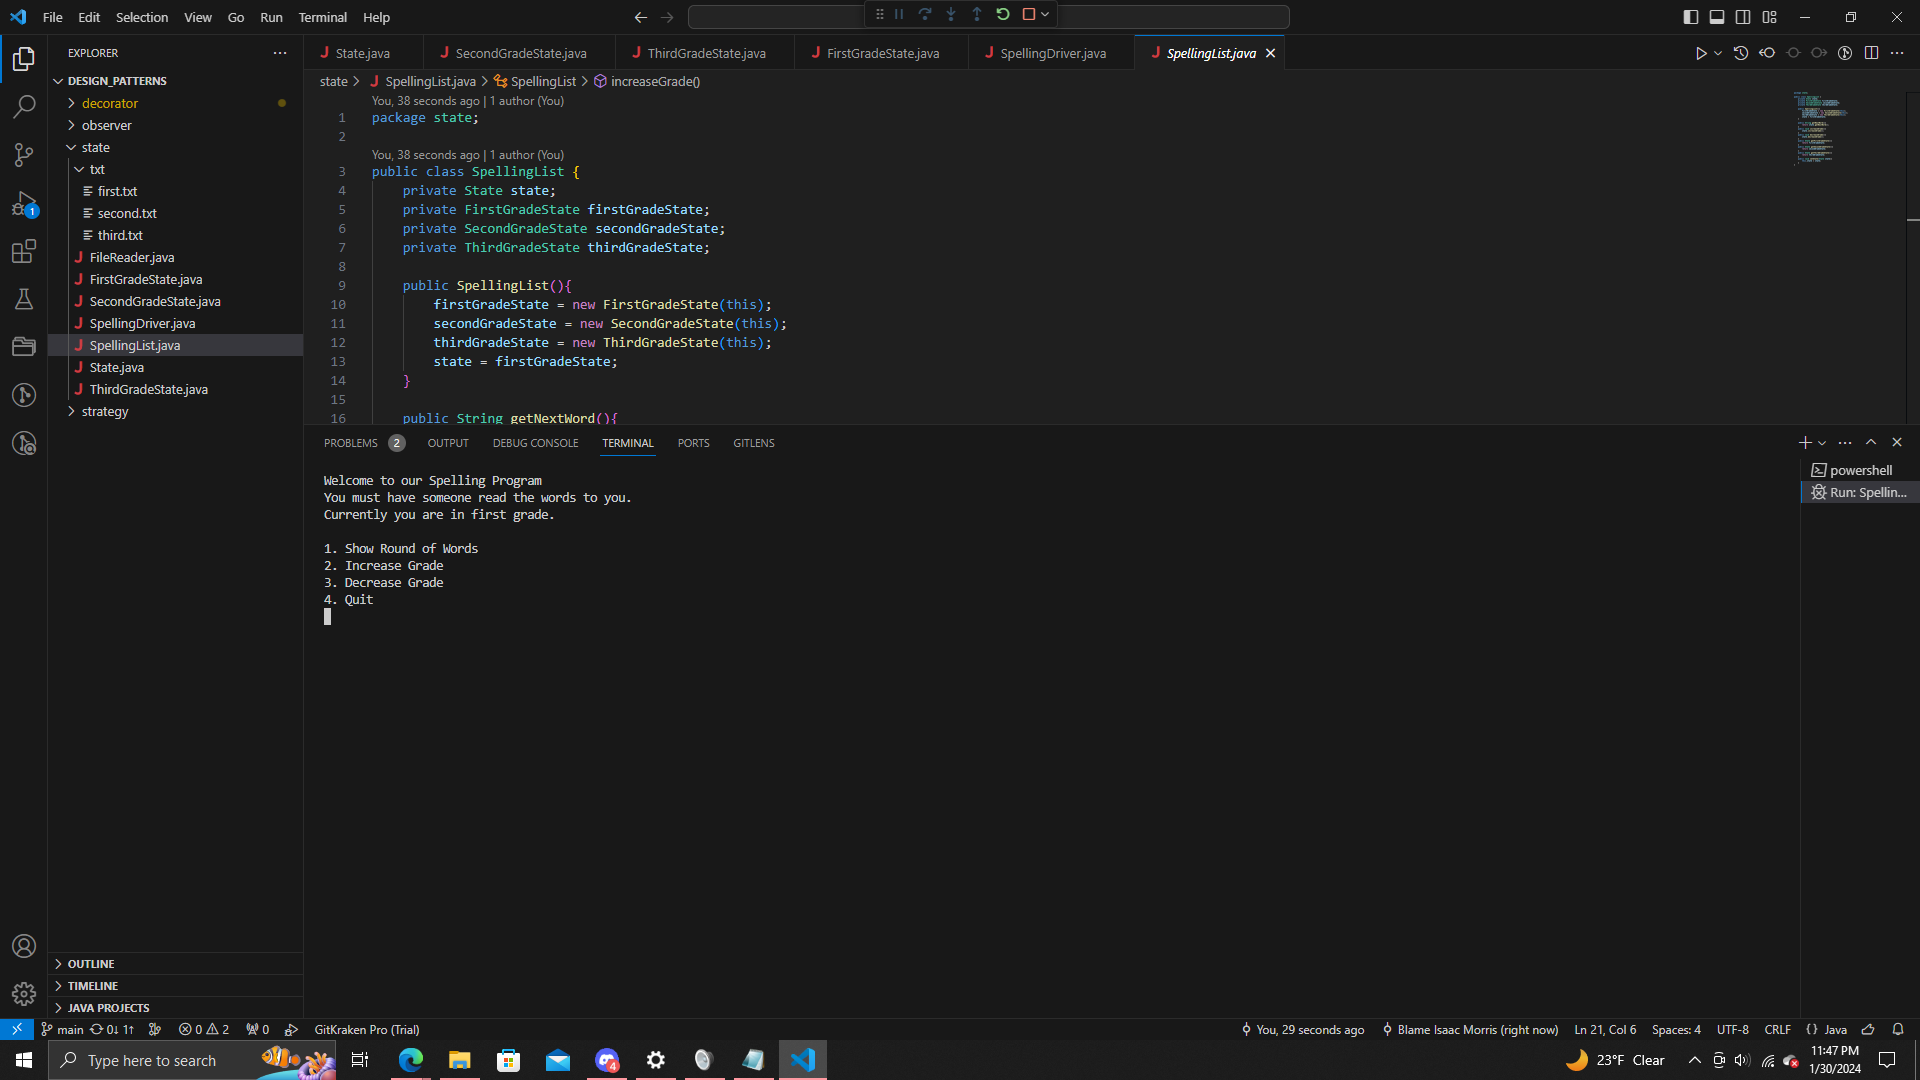 File Edit Selection View Go Run Terminal Help
EXPLORER
DESIGN_PATTERNS
decorator
observer
state
txt
first.txt
second.txt
third.txt
FileReader.java
FirstGradeState.java
SecondGradeState.java
SpellingDriver.java
SpellingList.java
State.java
ThirdGradeState.java
strategy
OUTLINE
TIMELINE
JAVA PROJECTS
1
State.java SecondGradeState.java ThirdGradeState.java FirstGradeState.java SpellingDriver.java SpellingList.java
state > SpellingList.java > SpellingList > increaseGrade()
You, 38 seconds ago | 1 author (You)
1 package state;
2
You, 38 seconds ago | 1 author (You)
3 public class SpellingList {
4 private State state;
5 private FirstGradeState firstGradeState;
6 private SecondGradeState secondGradeState;
7 private ThirdGradeState thirdGradeState;
8
9 public SpellingList(){
10 firstGradeState = new FirstGradeState(this);
11 secondGradeState = new SecondGradeState(this);
12 thirdGradeState = new ThirdGradeState(this);
13 state = firstGradeState;
14 }
15
16 public String getNextWord(){
PROBLEMS 2 OUTPUT DEBUG CONSOLE TERMINAL PORTS GITLENS
Welcome to our Spelling Program
You must have someone read the words to you.
Currently you are in first grade.
1. Show Round of Words
2. Increase Grade
3. Decrease Grade
4. Quit
powershell
Run: Spellin...
main 0↓ 1↑ 0 2 0 GitKraken Pro (Trial)
You, 29 seconds ago Blame Isaac Morris (right now) Ln 21, Col 6 Spaces: 4 UTF-8 CRLF {} Java
Type here to search
4
23°F Clear
11:47 PM
1/30/2024